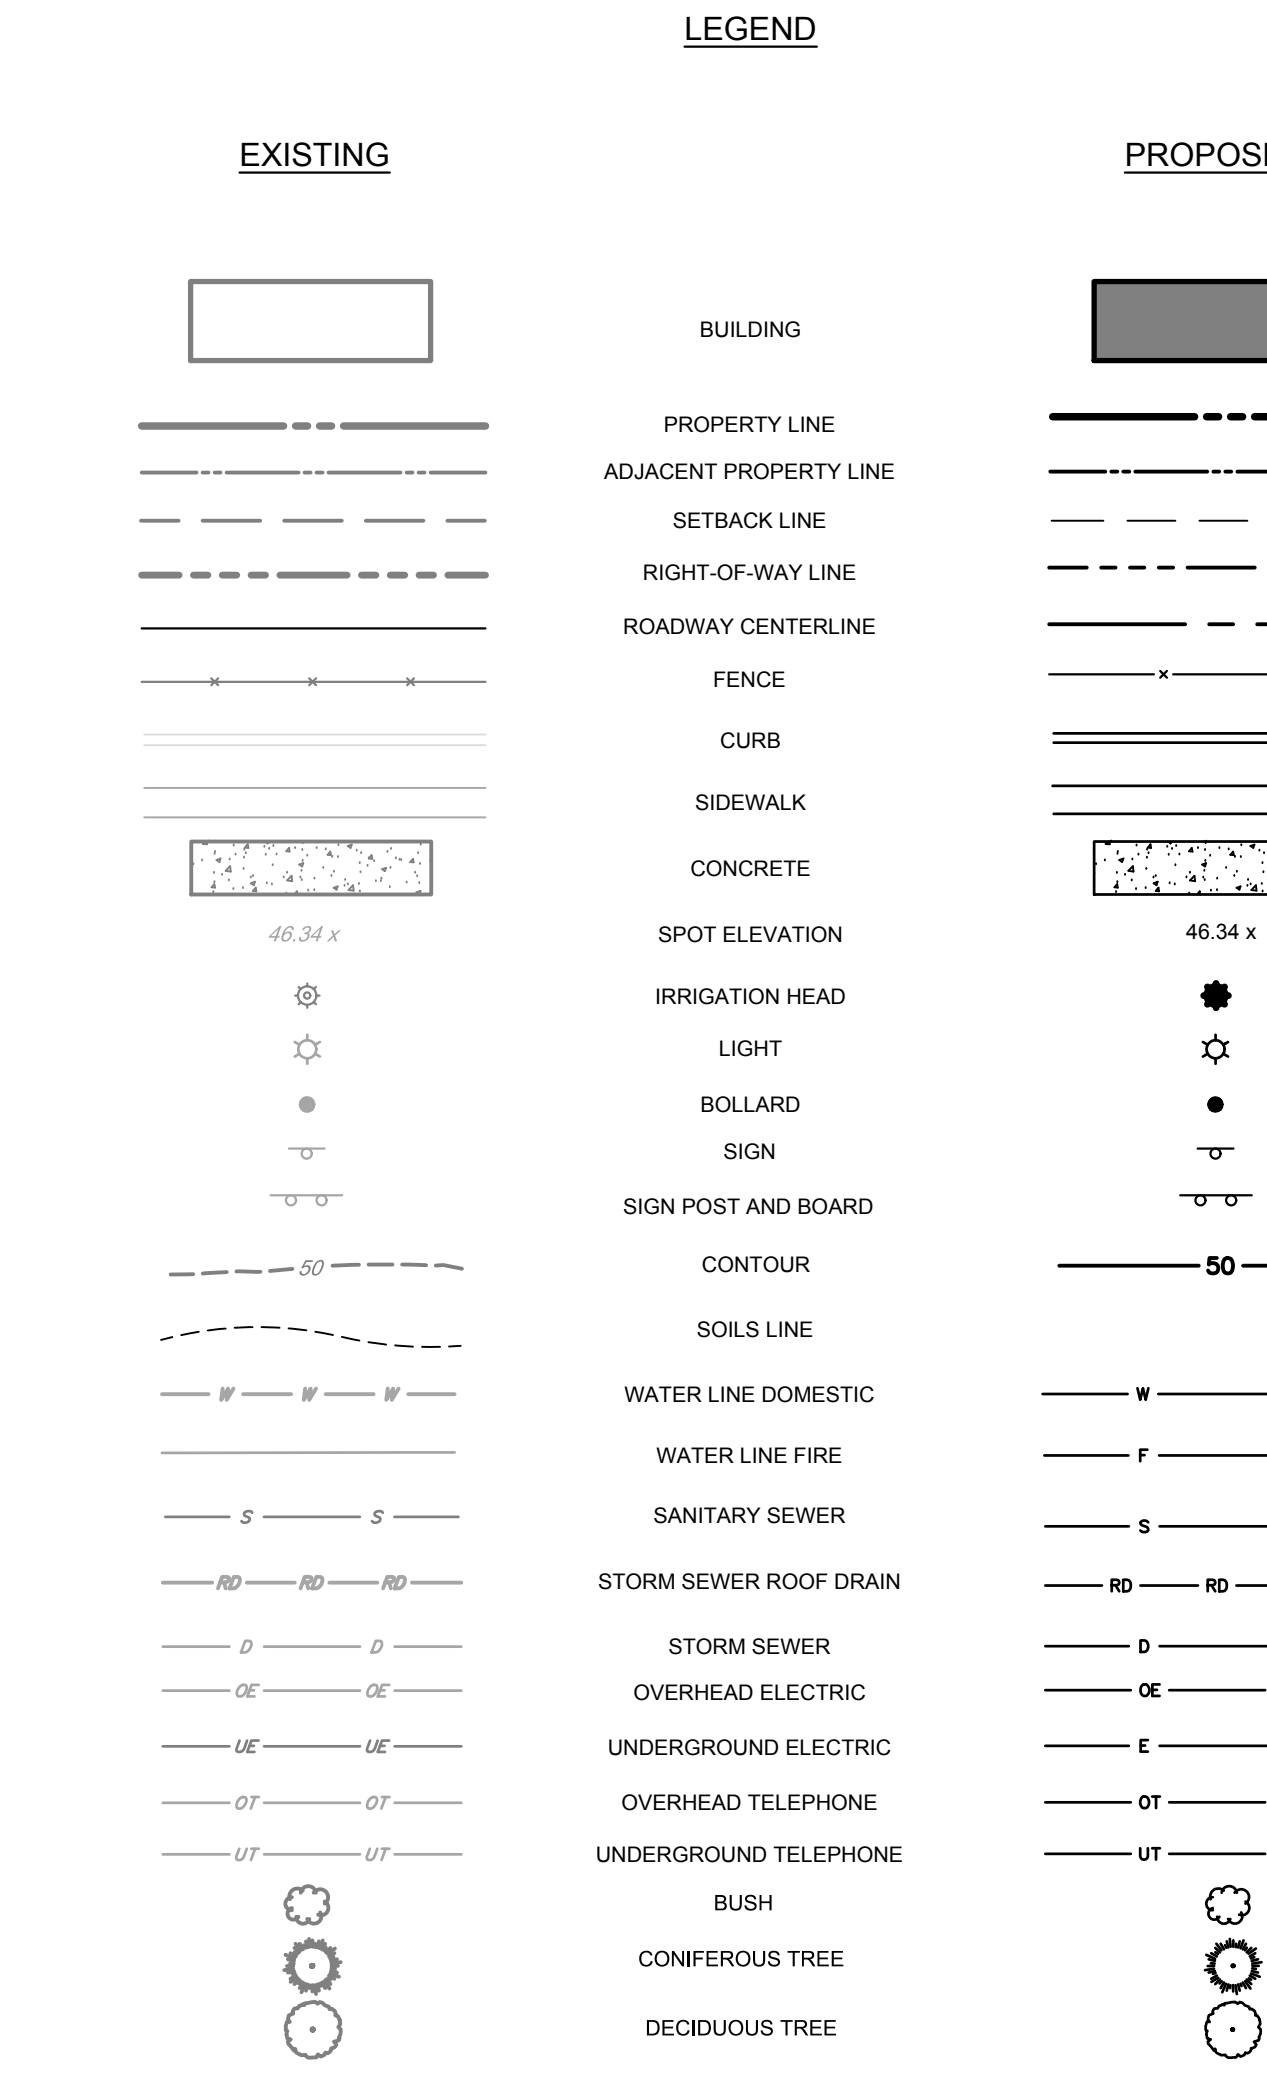 LEGEND
EXISTING PROPOSE
BUILDING
PROPERTY LINE
ADJACENT PROPERTY LINE
SETBACK LINE
RIGHT-OF-WAY LINE
ROADWAY CENTERLINE
x x x FENCE x
CURB
SIDEWALK
CONCRETE
46.34 x SPOT ELEVATION 46.34 x
IRRIGATION HEAD
LIGHT
BOLLARD
SIGN
SIGN POST AND BOARD
50 CONTOUR 50
SOILS LINE
W W W WATER LINE DOMESTIC W
WATER LINE FIRE F
S S SANITARY SEWER S
RD RD RD STORM SEWER ROOF DRAIN RD RD
D D STORM SEWER D
OE OE OVERHEAD ELECTRIC OE
UE UE UNDERGROUND ELECTRIC E
OT OT OVERHEAD TELEPHONE OT
UT UT UNDERGROUND TELEPHONE UT
BUSH
CONIFEROUS TREE
DECIDUOUS TREE